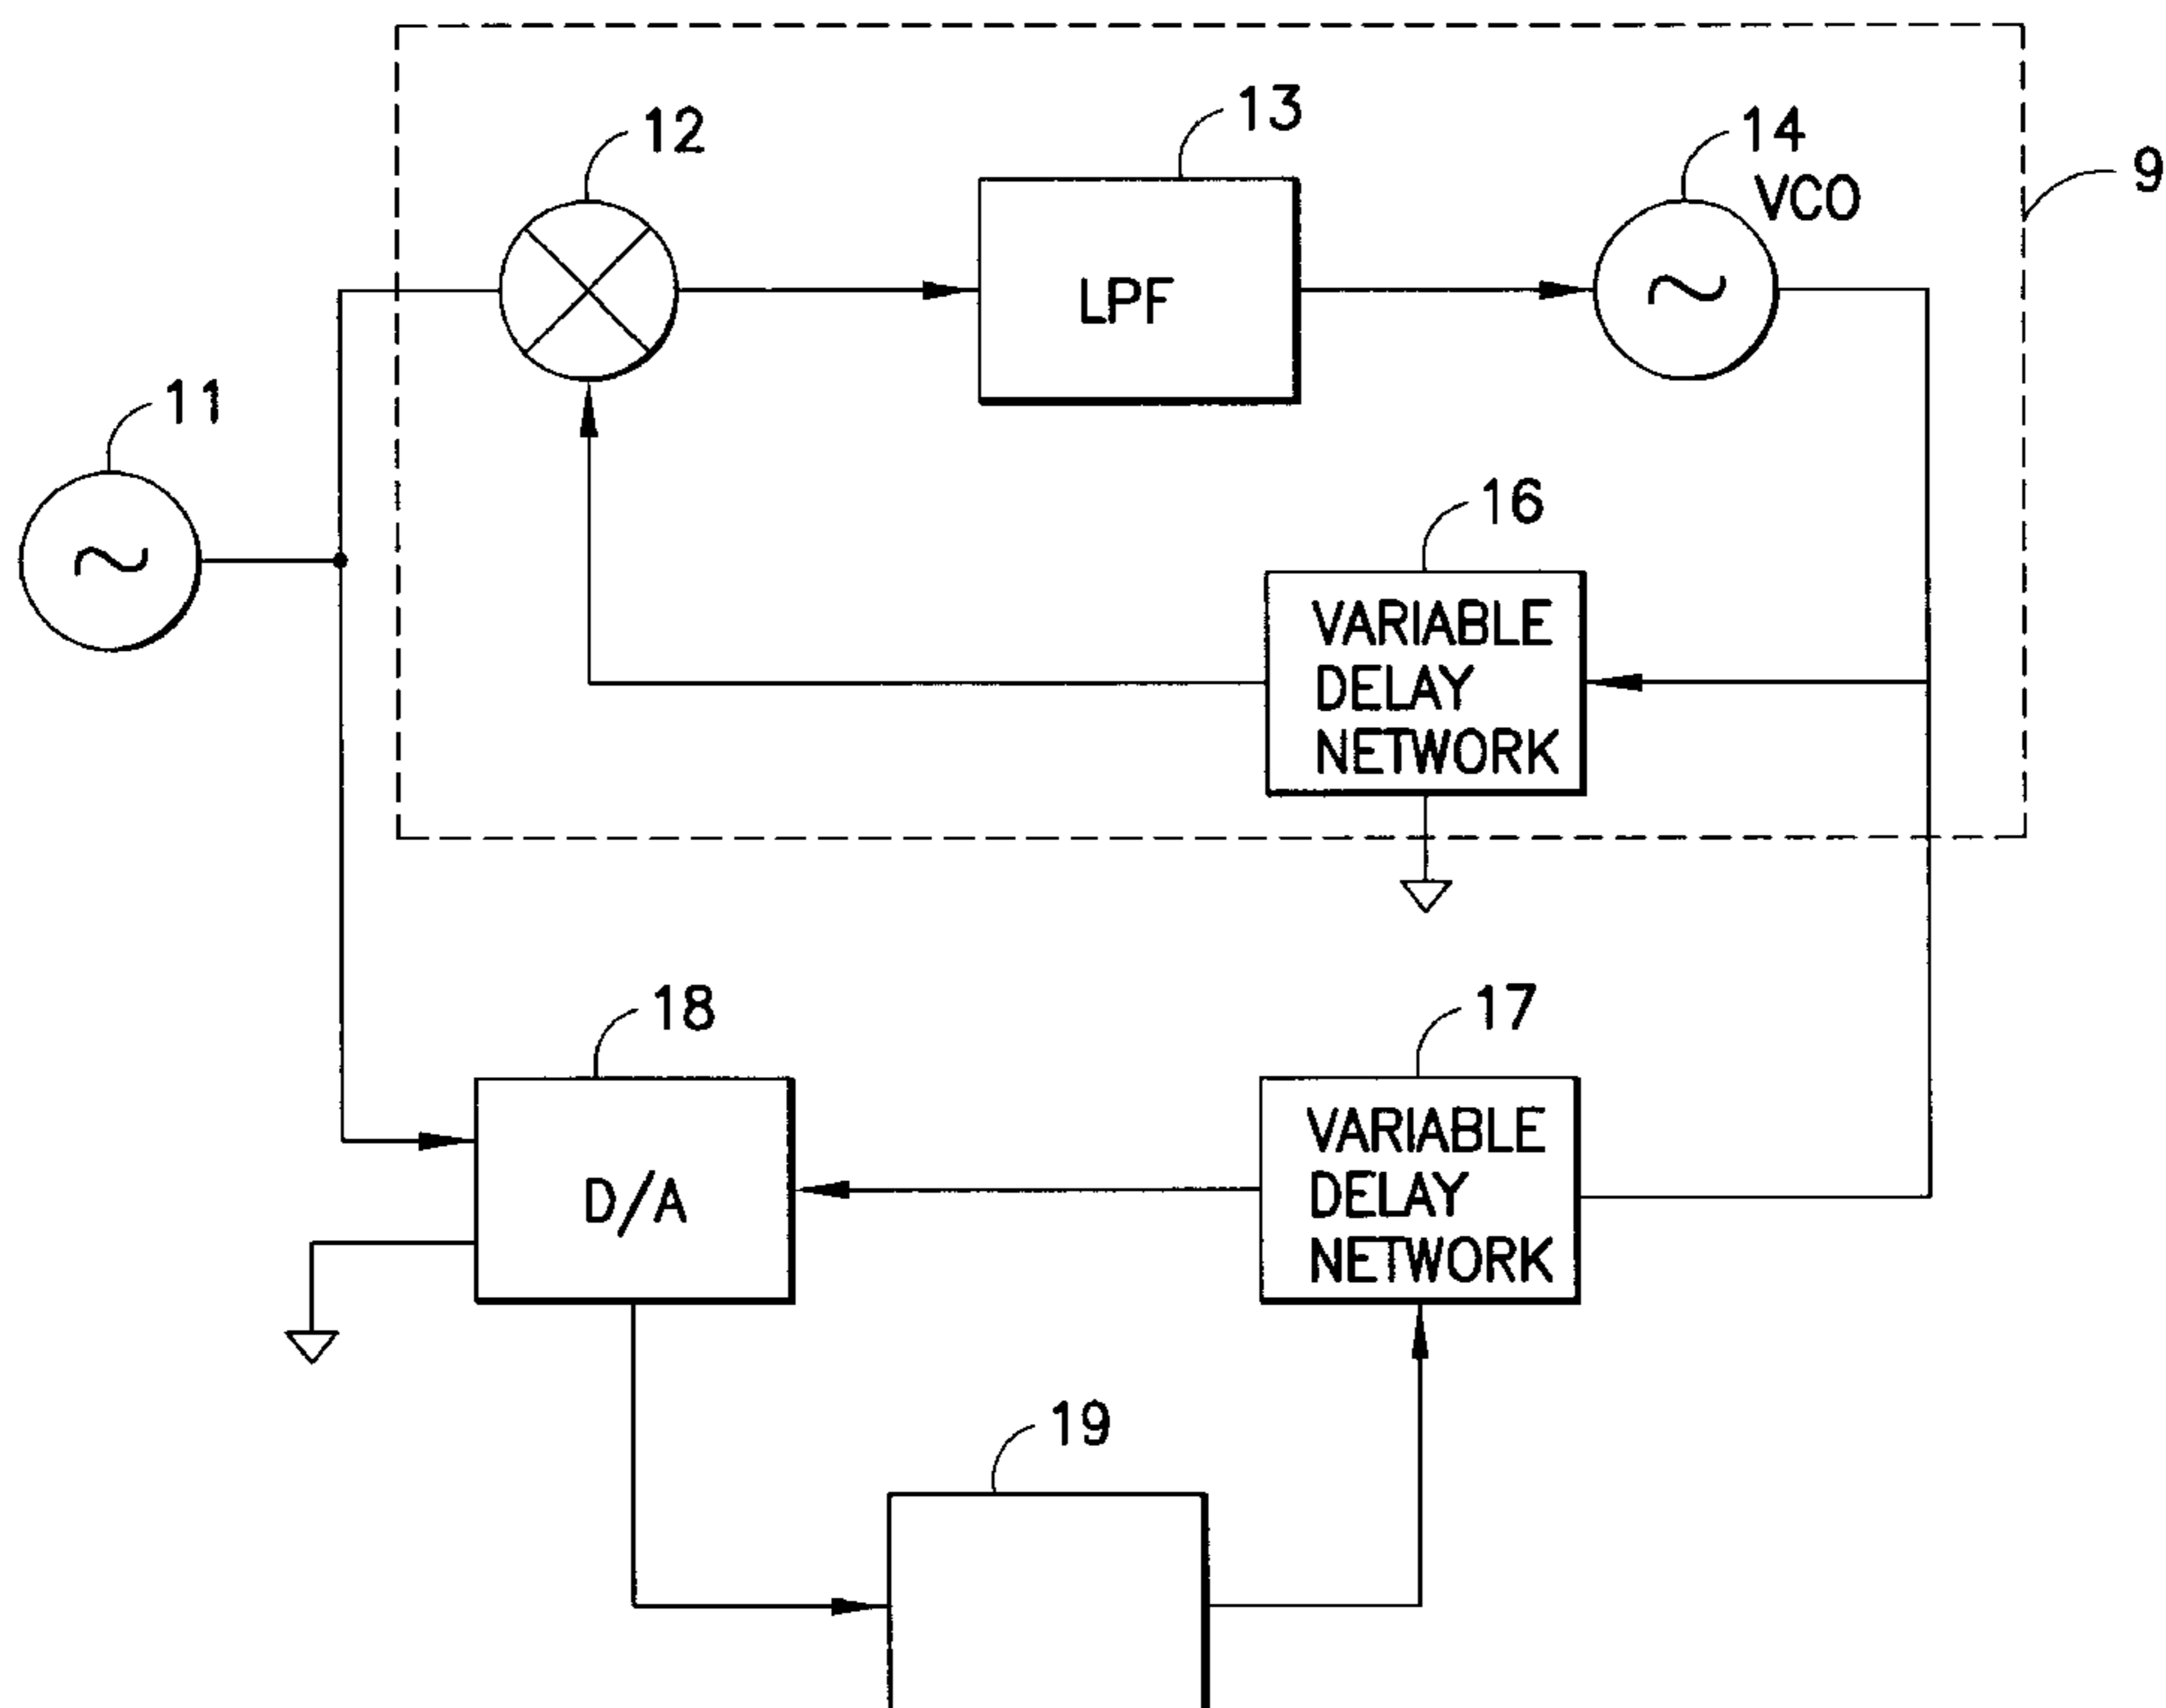 12
13
14
VCO
9
LPF
11
16
VARIABLE
DELAY
NETWORK
18
17
D/A
VARIABLE
DELAY
NETWORK
19